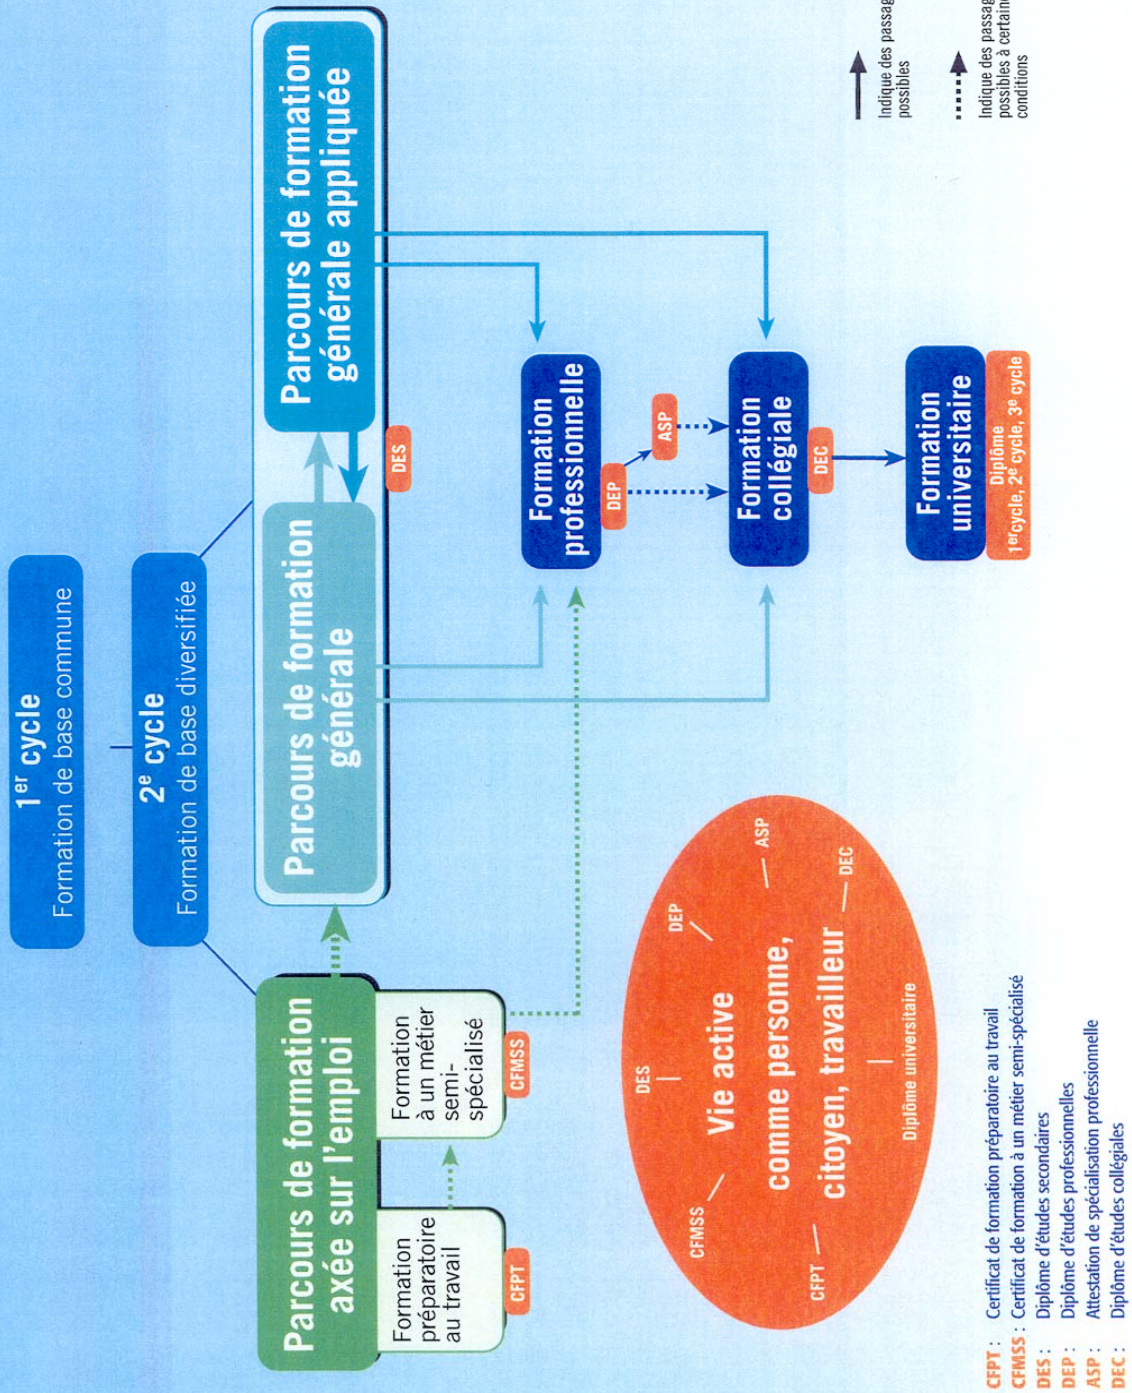 1er cycle
Formation de base commune
2e cycle
Formation de base diversifiée
Parcours de formation
axée sur l'emploi
Formation
préparatoire
au travail
CFPT
Formation
à un métier
semi-
spécialisé
CFMSS
Parcours de formation
générale
Parcours de formation
générale appliquée
DES
Formation
professionnelle
DEP
ASP
Formation
collégiale
DEC
Formation
universitaire
Diplôme
1ercycle, 2e cycle, 3e cycle
Vie active
comme personne,
citoyen, travailleur
CFPT
CFMSS
DES
DEP
ASP
DEC
Diplôme universitaire
CFPT : Certificat de formation préparatoire au travail
CFMSS : Certificat de formation à un métier semi-spécialisé
DES : Diplôme d'études secondaires
DEP : Diplôme d'études professionnelles
ASP : Attestation de spécialisation professionnelle
DEC : Diplôme d'études collégiales
Indique des passag
possibles
Indique des passag
possibles à certaine
conditions